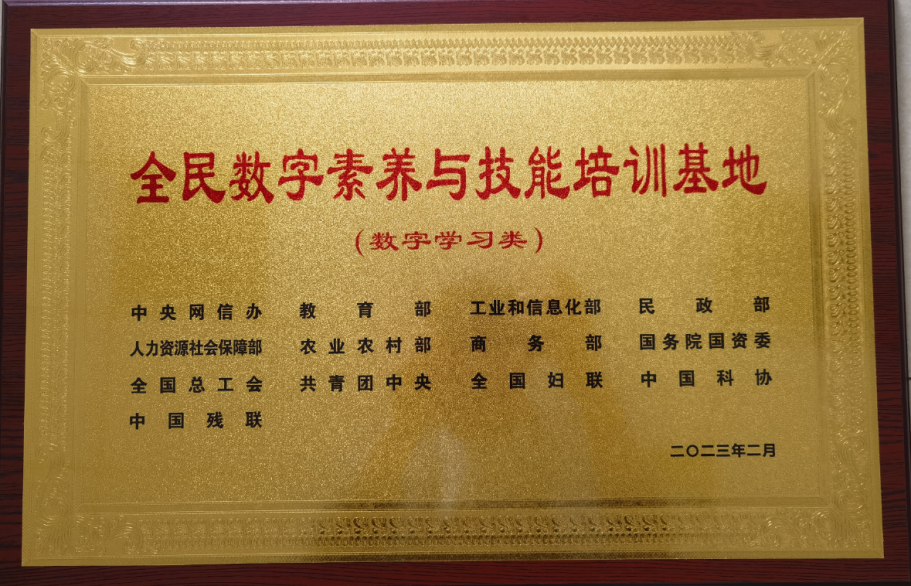 全民数字素养与技能培训基地
(数字学习类)
中央网信办 教育部 工业和信息化部 民政部
人力资源社会保障部 农业农村部 商务部 国务院国资委
全国总工会 共青团中央 全国妇联 中国科协
中国残联
二〇二三年二月